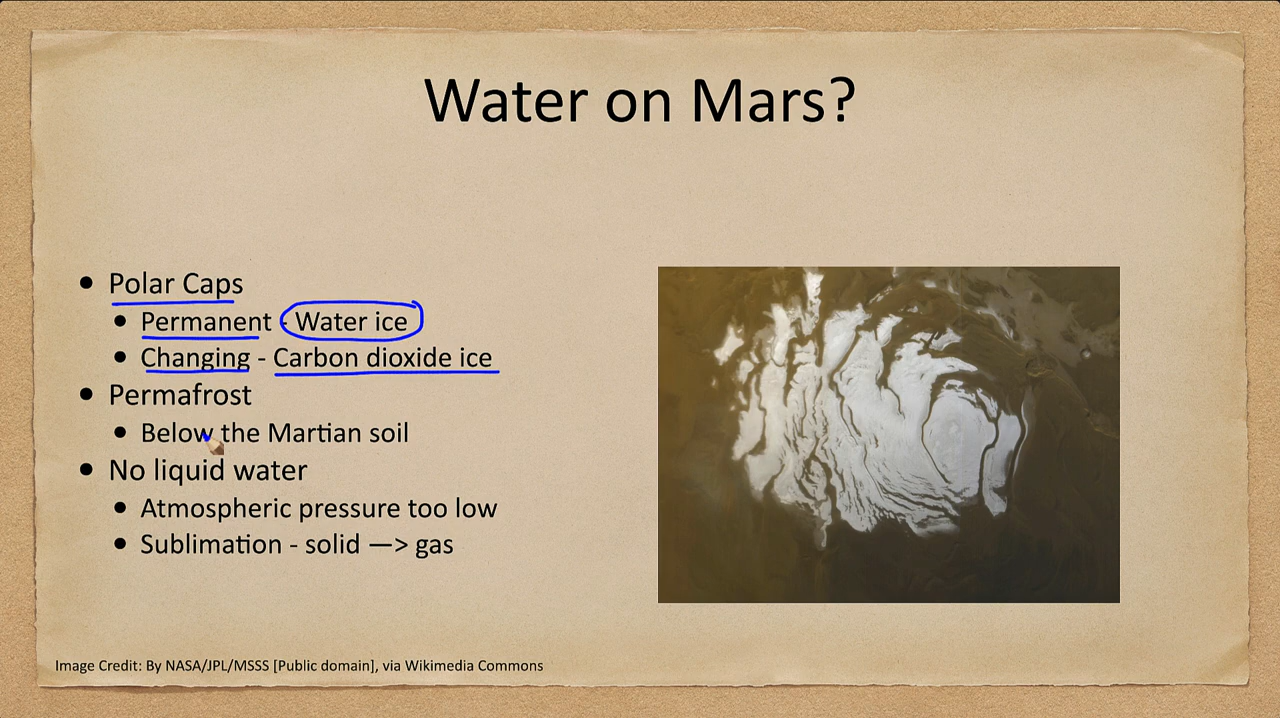 Water on Mars?
• Polar Caps
• Permanent - Water ice
• Changing - Carbon dioxide ice
• Permafrost
• Below the Martian soil
• No liquid water
• Atmospheric pressure too low
• Sublimation - solid —> gas
Image Credit: By NASA/JPL/MSSS [Public domain], via Wikimedia Commons